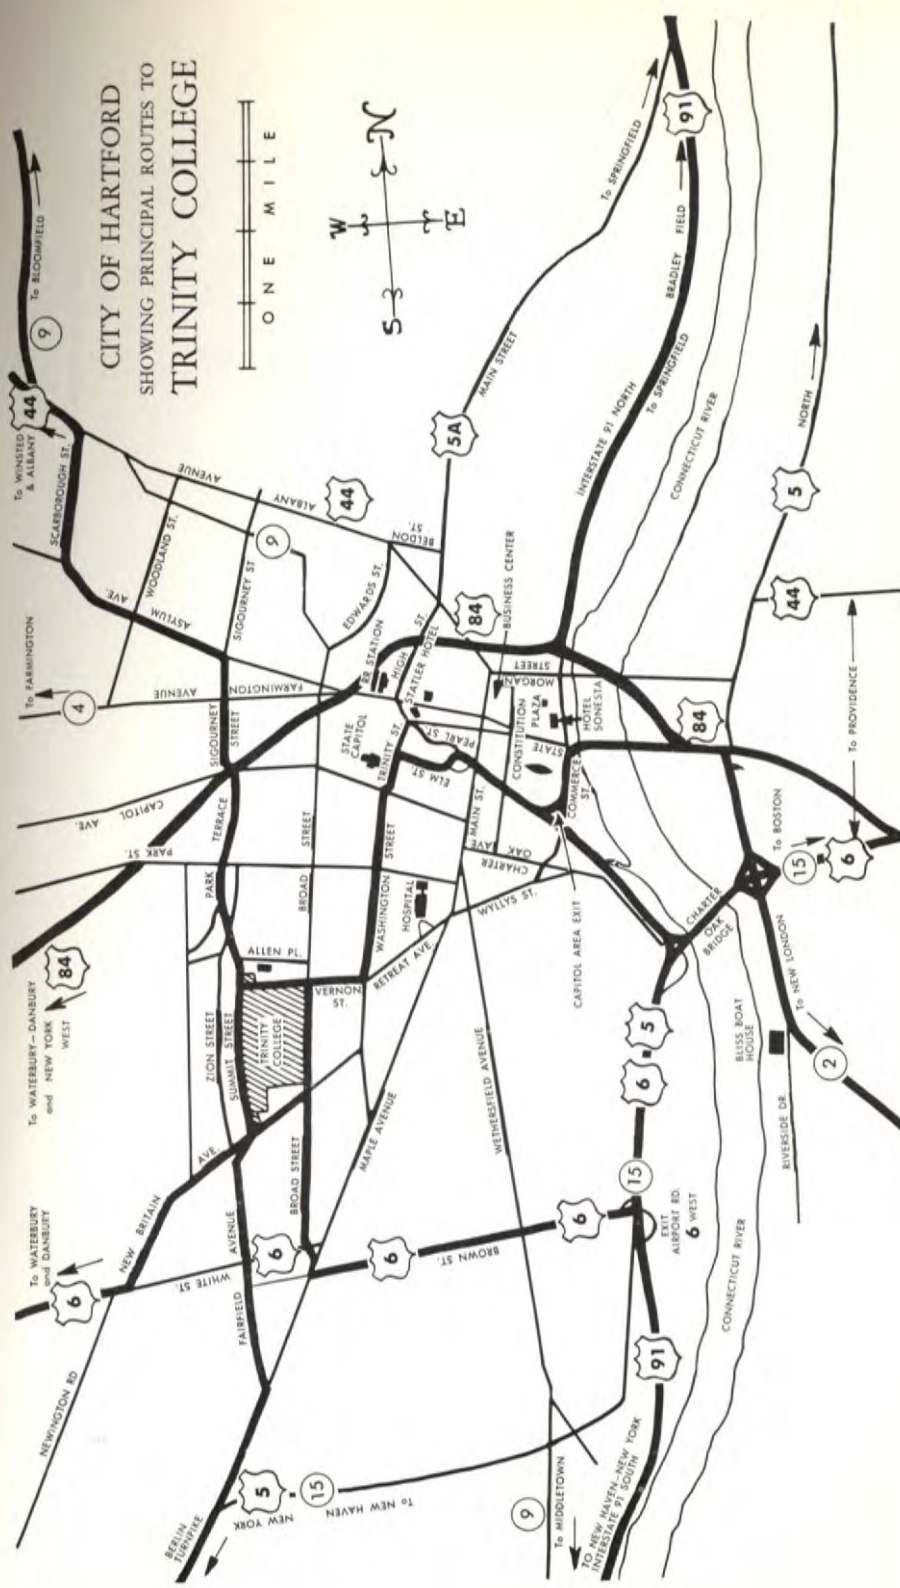 CITY OF HARTFORD
SHOWING PRINCIPAL ROUTES TO
TRINITY COLLEGE
ONE MILE
N
W
E
S
To BLOOMFIELD
9
44
To WINSTED
& ALBANY
SCARBOROUGH ST.
AVENUE
ALBANY
44
WOODLAND ST.
ASYLUM
AVE.
SIGOURNEY ST
9
BELDON
ST.
EDWARDS ST.
5A
MAIN STREET
To SPRINGFIELD
91
BRADLEY FIELD
INTERSTATE 91 NORTH
To SPRINGFIELD
CONNECTICUT RIVER
NORTH
5
44
To PROVIDENCE
To FARMINGTON
4
AVENUE
FARMINGTON
RR STATION
HIGH
ST.
STATLER HOTEL
84
BUSINESS CENTER
MORGAN
STREET
CONSTITUTION
PLAZA
HOTEL
SONESTA
84
SIGOURNEY
STREET
STATE
CAPITOL
TRINITY ST.
PEARL ST.
ELM ST.
STATE
COMMERCE
ST.
CAPITOL
AVE.
TERRACE
PARK
PARK ST.
BROAD
STREET
WASHINGTON
STREET
MAIN ST.
CHARTER
OAK
AVE.
HOSPITAL
WYLLYS ST.
CAPITOL AREA EXIT
To BOSTON
15
6
CHARTER
OAK
BRIDGE
To NEW LONDON
2
84
To WATERBURY–DANBURY
and NEW YORK
WEST
ALLEN PL.
VERNON
ST.
RETREAT AVE.
ZION STREET
SUMMIT STREET
TRINITY
COLLEGE
BLISS BOAT
HOUSE
RIVERSIDE DR.
6
5
15
EXIT
AIRPORT RD.
6 WEST
WETHERSFIELD AVENUE
MAPLE AVENUE
BROAD STREET
NEW BRITAIN
AVE.
FAIRFIELD
AVENUE
WHITE ST.
6
6
BROWN ST.
6
To WATERBURY
and DANBURY
6
NEWINGTON RD
91
CONNECTICUT RIVER
BERLIN
TURNPIKE
5
15
NEW YORK
To NEW HAVEN
9
To MIDDLETOWN
TO NEW HAVEN–NEW YORK
INTERSTATE 91 SOUTH